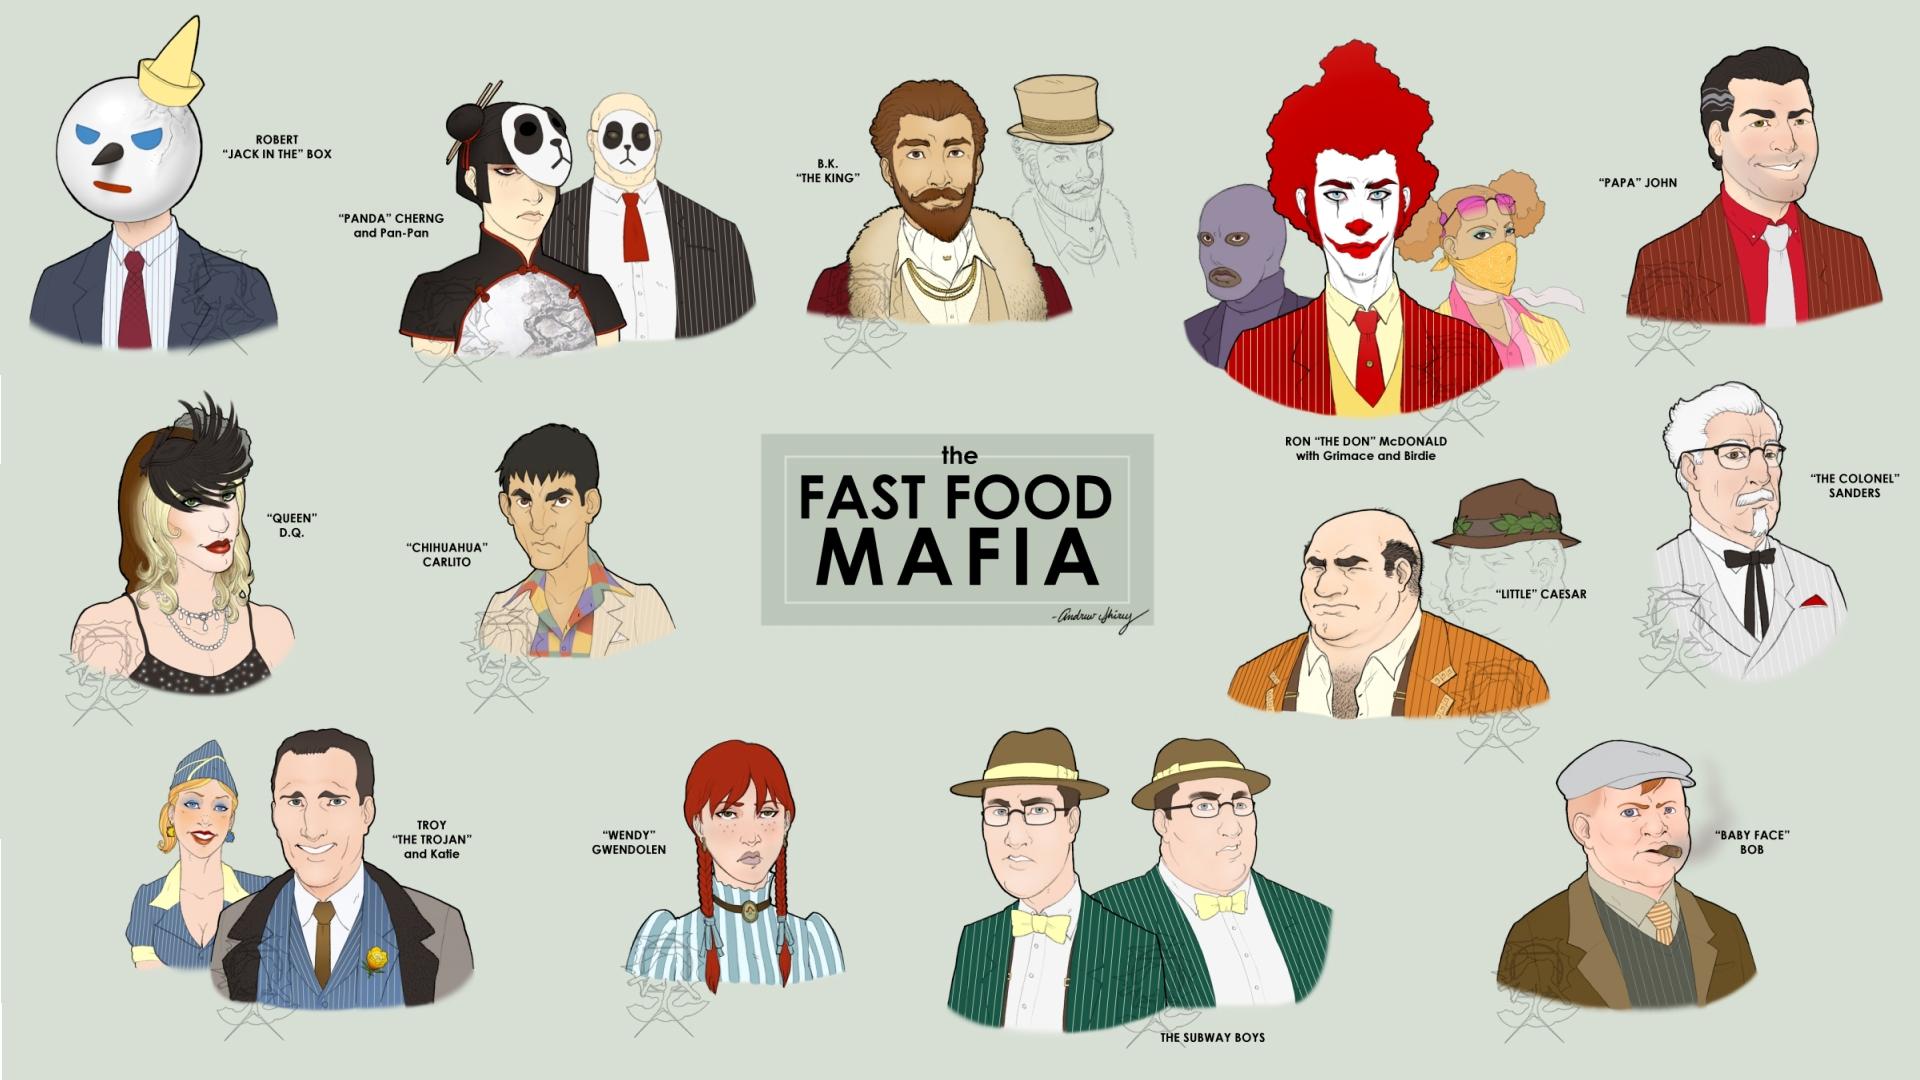 ROBERT
“JACK IN THE” BOX
“PANDA” CHERNG
and Pan-Pan
B.K.
“THE KING”
RON “THE DON” McDONALD
with Grimace and Birdie
“PAPA” JOHN
“QUEEN”
D.Q.
“CHIHUAHUA”
CARLITO
the
FAST FOOD
MAFIA
-Andrew Shirey
“LITTLE” CAESAR
“THE COLONEL”
SANDERS
TROY
“THE TROJAN”
and Katie
“WENDY”
GWENDOLEN
THE SUBWAY BOYS
“BABY FACE”
BOB